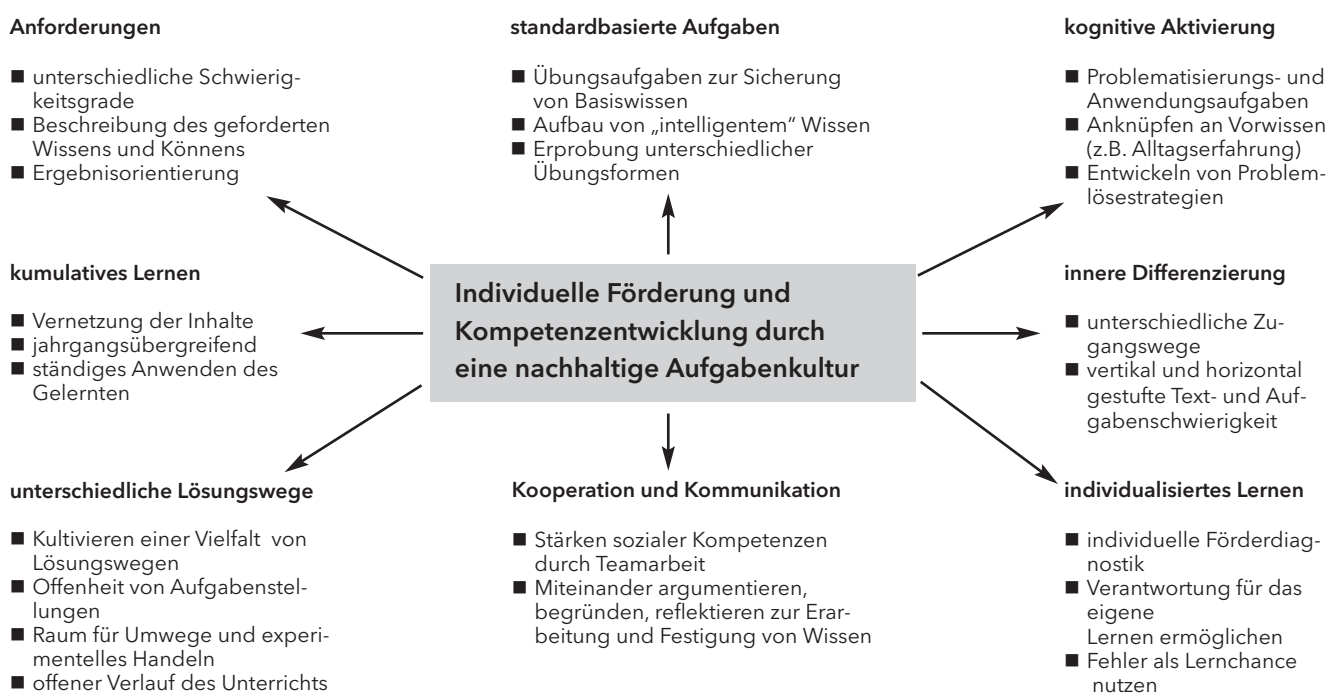 Anforderungen
■ unterschiedliche Schwierig-
keitsgrade
■ Beschreibung des geforderten
Wissens und Könnens
■ Ergebnisorientierung
standardbasierte Aufgaben
■ Übungsaufgaben zur Sicherung
von Basiswissen
■ Aufbau von „intelligentem“ Wissen
■ Erprobung unterschiedlicher
Übungsformen
kognitive Aktivierung
■ Problematisierungs- und
Anwendungsaufgaben
■ Anknüpfen an Vorwissen
(z.B. Alltagserfahrung)
■ Entwickeln von Problem-
lösestrategien
kumulatives Lernen
■ Vernetzung der Inhalte
■ jahrgangsübergreifend
■ ständiges Anwenden des
Gelernten
Individuelle Förderung und
Kompetenzentwicklung durch
eine nachhaltige Aufgabenkultur
innere Differenzierung
■ unterschiedliche Zu-
gangswege
■ vertikal und horizontal
gestufte Text- und Auf-
gabenschwierigkeit
unterschiedliche Lösungswege
■ Kultivieren einer Vielfalt von
Lösungswegen
■ Offenheit von Aufgabenstel-
lungen
■ Raum für Umwege und experi-
mentelles Handeln
■ offener Verlauf des Unterrichts
Kooperation und Kommunikation
■ Stärken sozialer Kompetenzen
durch Teamarbeit
■ Miteinander argumentieren,
begründen, reflektieren zur Erar-
beitung und Festigung von Wissen
individualisiertes Lernen
■ individuelle Förderdiag-
nostik
■ Verantwortung für das
eigene
Lernen ermöglichen
■ Fehler als Lernchance
nutzen